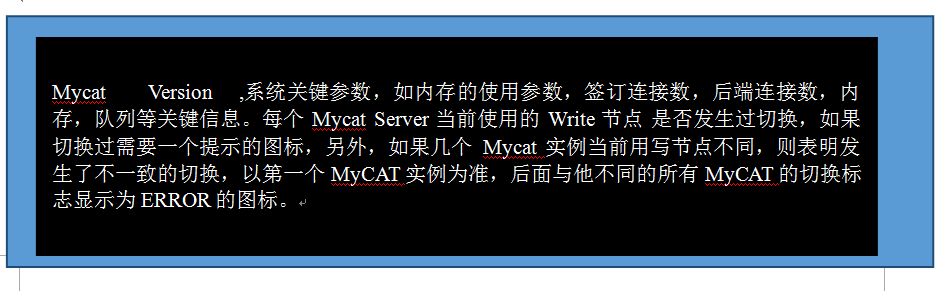 Mycat Version ,系统关键参数，如内存的使用参数，签订连接数，后端连接数，内
存，队列等关键信息。每个 Mycat Server 当前使用的 Write 节点 是否发生过切换，如果
切换过需要一个提示的图标，另外，如果几个 Mycat 实例当前用写节点不同，则表明发
生了不一致的切换，以第一个 MyCAT 实例为准，后面与他不同的所有 MyCAT 的切换标
志显示为 ERROR 的图标。